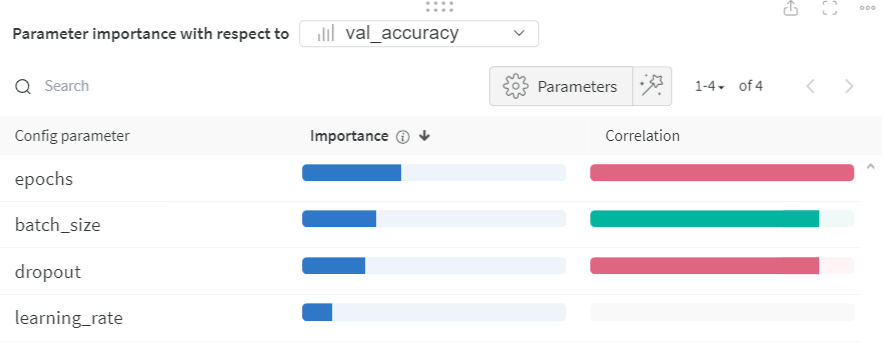 Parameter importance with respect to val_accuracy
Search Parameters 1-4 of 4
Config parameter Importance Correlation
epochs
batch_size
dropout
learning_rate